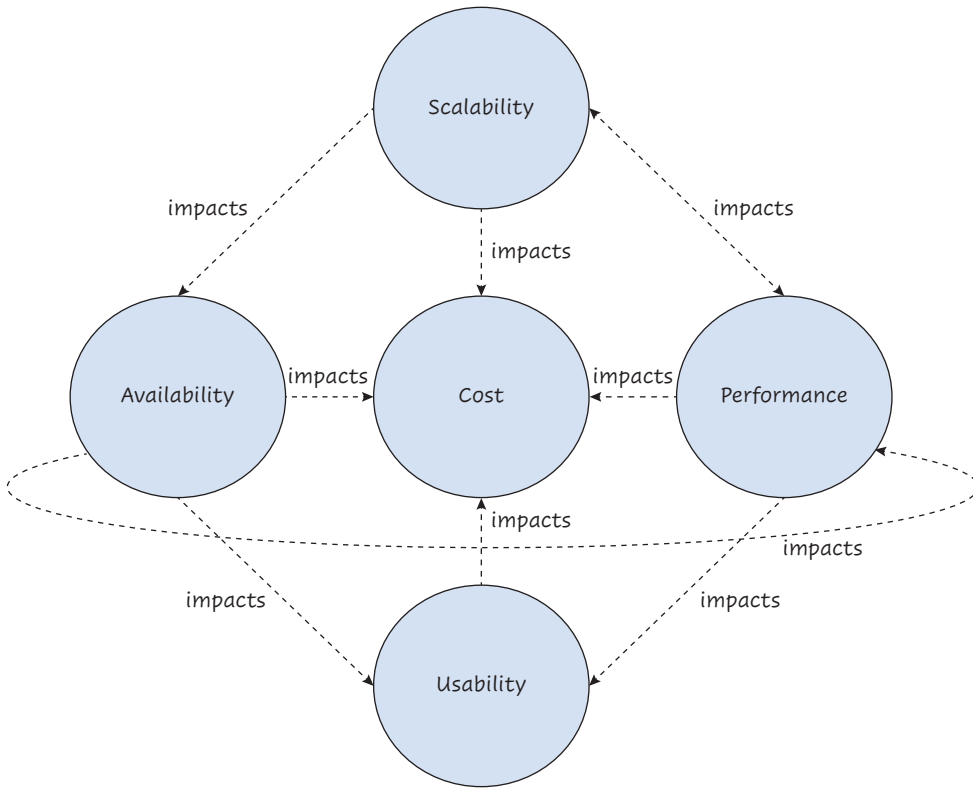 Scalability
impacts
impacts
impacts
Availability
impacts
Cost
impacts
Performance
impacts
impacts
impacts
impacts
Usability